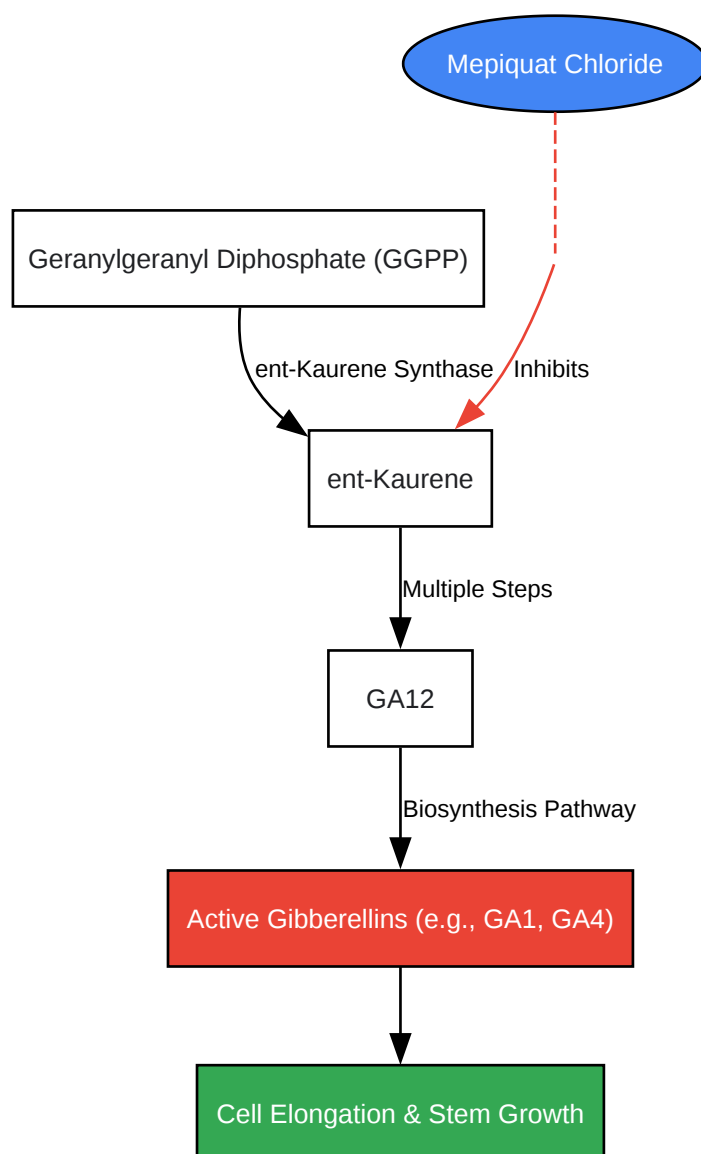 Mepiquat Chloride
Geranylgeranyl Diphosphate (GGPP)
ent-Kaurene Synthase
Inhibits
ent-Kaurene
Multiple Steps
GA12
Biosynthesis Pathway
Active Gibberellins (e.g., GA1, GA4)
Cell Elongation & Stem Growth